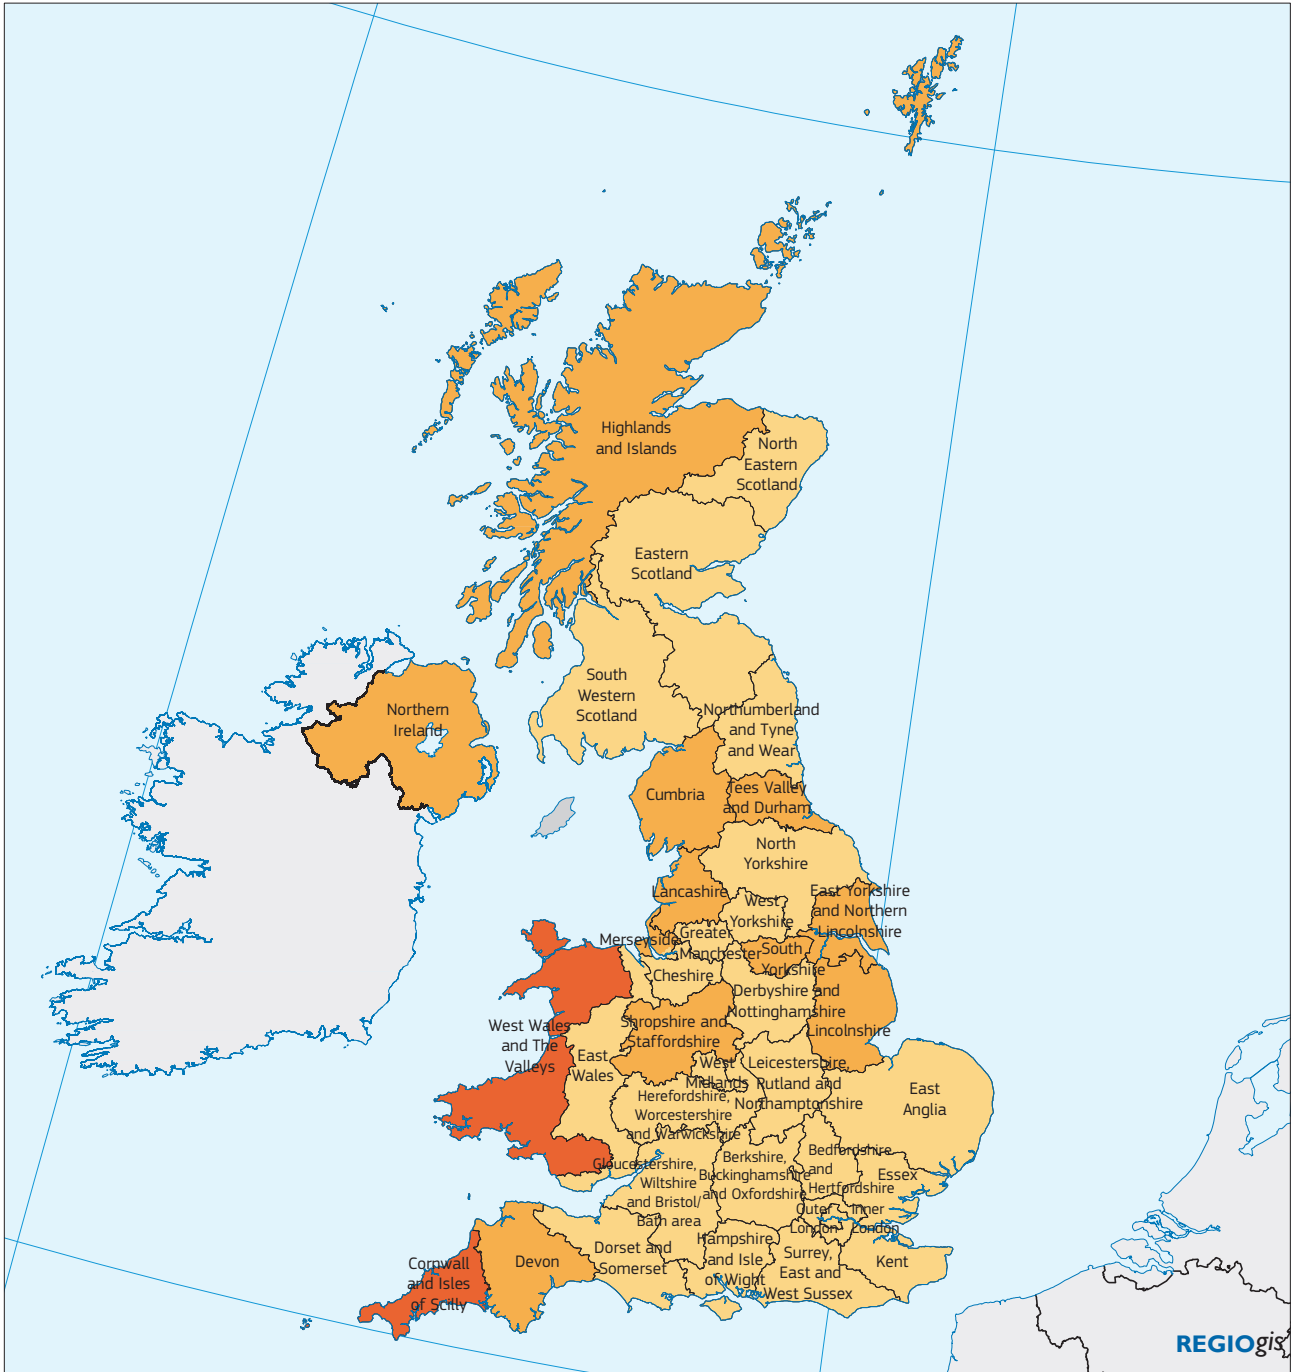 Highlands
and Islands
North
Eastern
Scotland
Eastern
Scotland
South
Western
Scotland
Northern
Ireland
Northumberland
and Tyne
and Wear
Cumbria
Tees Valley
and Durham
North
Yorkshire
Lancashire
West
Yorkshire
East Yorkshire
and Northern
Lincolnshire
Merseyside
Greater
Manchester
South
Yorkshire
Cheshire
Derbyshire and
Nottinghamshire
Lincolnshire
West Wales
and The
Valleys
East
Wales
Shropshire and
Staffordshire
West
Midlands
Leicestershire,
Rutland and
Northamptonshire
Herefordshire,
Worcestershire
and Warwickshire
East
Anglia
Gloucestershire,
Wiltshire
and Bristol/
Bath area
Berkshire,
Buckinghamshire
and Oxfordshire
Bedfordshire
and
Hertfordshire
Essex
Outer
London
Inner
London
Cornwall
and Isles
of Scilly
Devon
Dorset and
Somerset
Hampshire
and Isle
of Wight
Surrey,
East and
West Sussex
Kent
REGIOgis